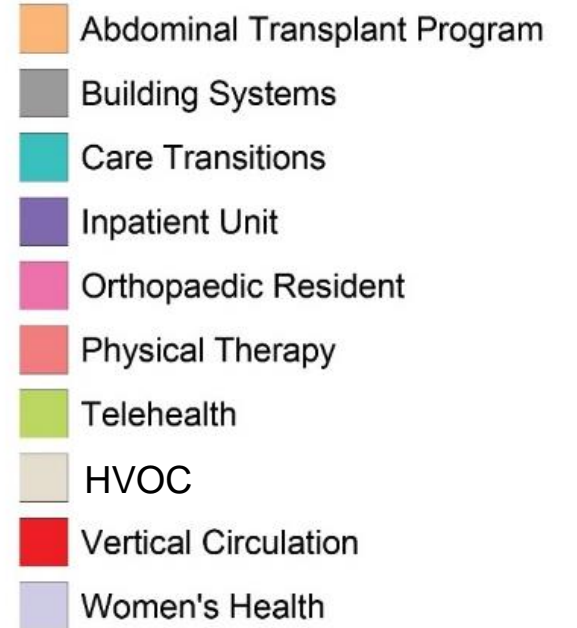 Abdominal Transplant Program
Building Systems
Care Transitions
Inpatient Unit
Orthopaedic Resident
Physical Therapy
Telehealth
HVOC
Vertical Circulation
Women's Health